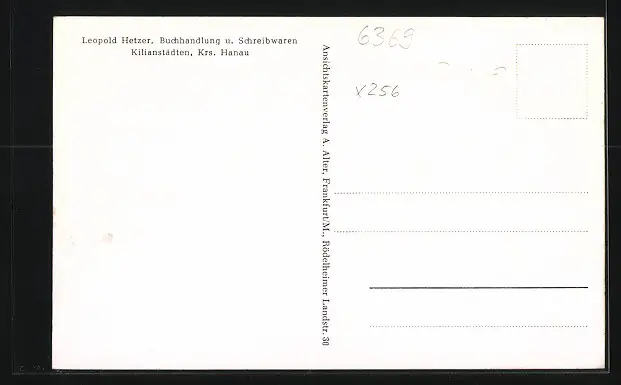 Leopold Hetzer, Buchhandlung u. Schreibwaren
Kilianstädten, Krs. Hanau
Ansichtskartenverlag A. Alter, Frankfurt/M., Rödelheimer Landstr. 30
6369
x256